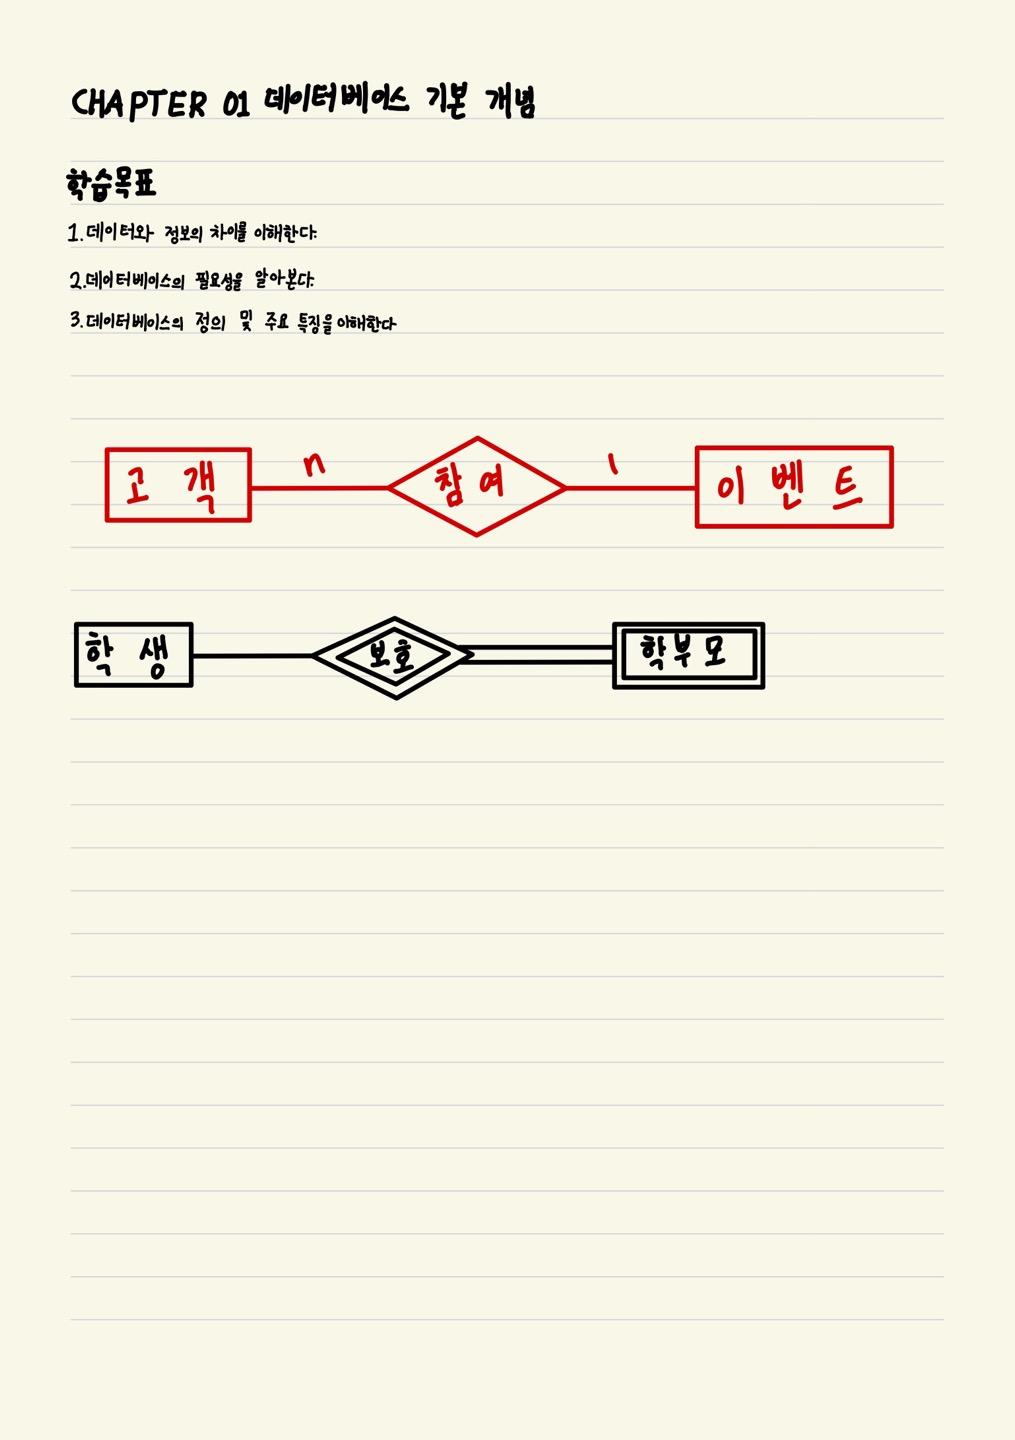 CHAPTER 01 데이터베이스 기본 개념
학습목표
1. 데이터와 정보의 차이를 이해한다.
2. 데이터베이스의 필요성을 알아본다.
3. 데이터베이스의 정의 및 주요 특징을 이해한다
고객 n 참여 1 이벤트
학생 보호 학부모